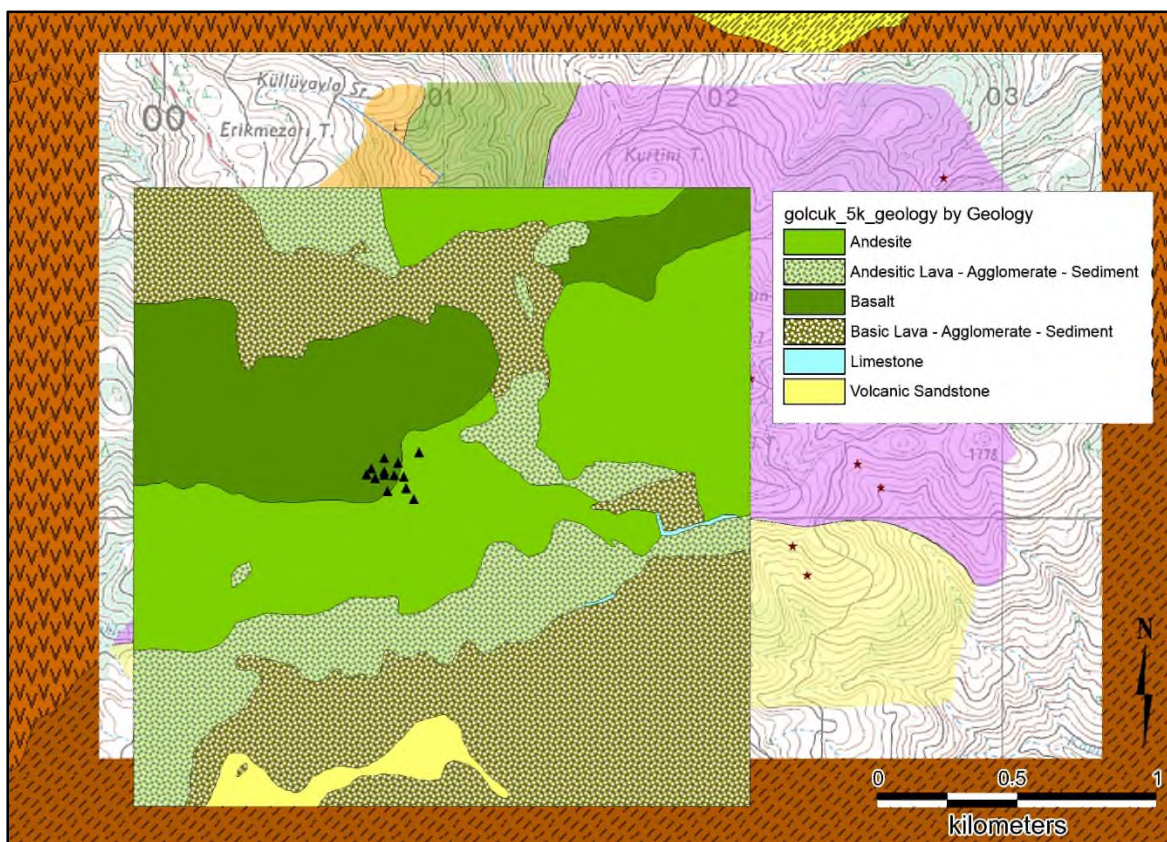 Küllüyayla Sr.
00
01
02
03
Erikmezarı T.
Kurtini T.
golcuk_5k_geology by Geology
Andesite
Andesitic Lava - Agglomerate - Sediment
Basalt
Basic Lava - Agglomerate - Sediment
Limestone
Volcanic Sandstone
1778
N
0
0.5
1
kilometers